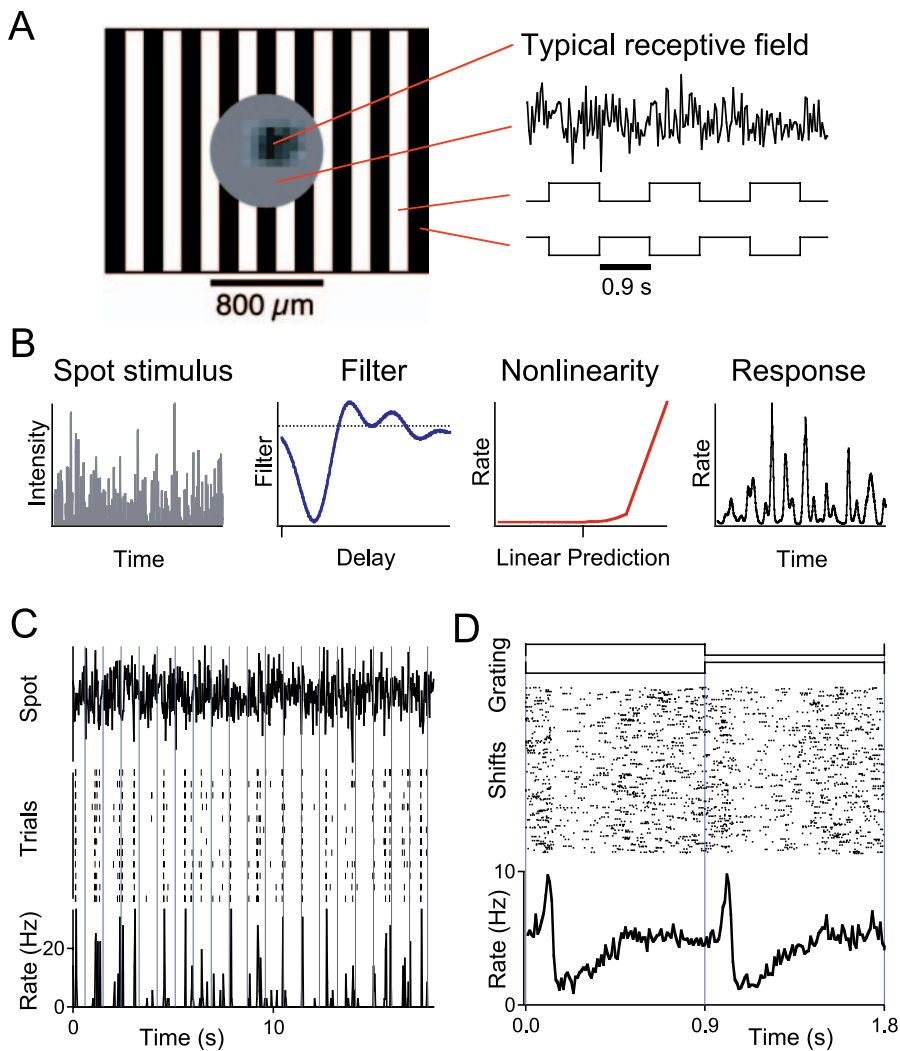 A
Typical receptive field
800 µm
0.9 s
B
Spot stimulus
Filter
Nonlinearity
Response
Intensity
Time
Filter
Delay
Rate
Linear Prediction
Rate
Time
C
Spot
Trials
Rate (Hz)
20
0
0
10
Time (s)
D
Grating
Shifts
Rate (Hz)
10
0
0.0
0.9
Time (s)
1.8